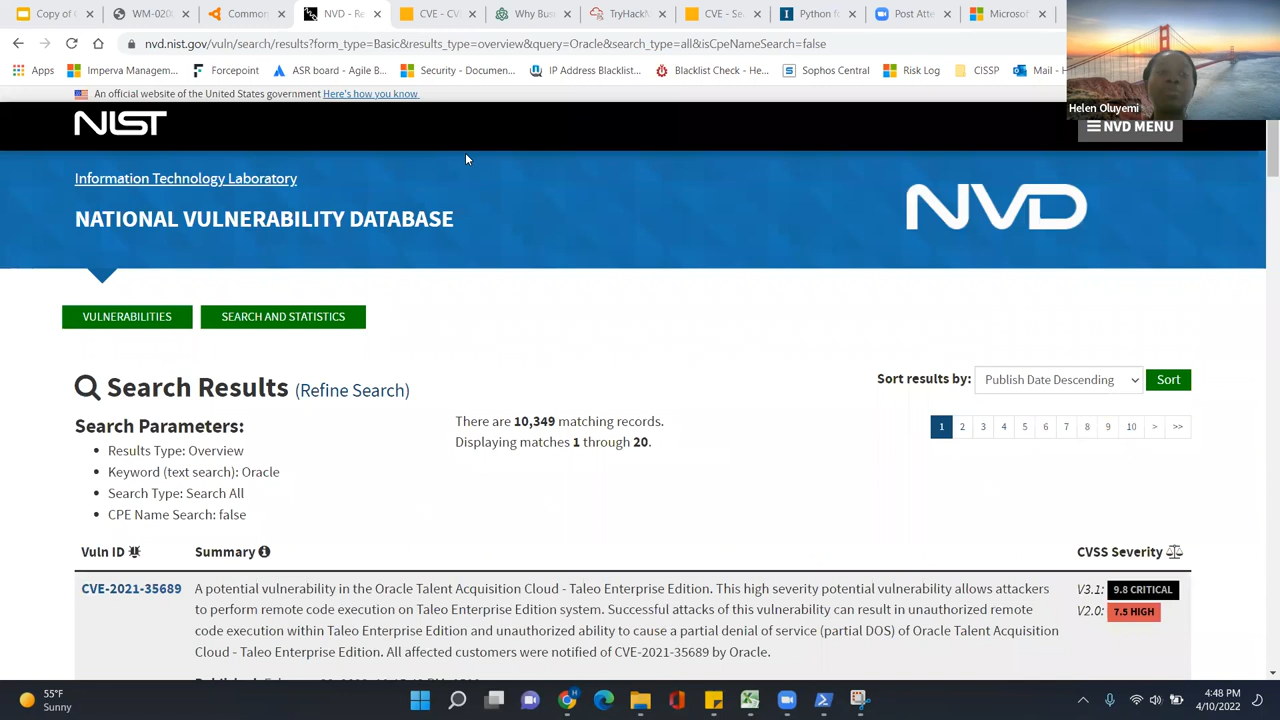 Copy of C
WM-020
Common
NVD - Re
CVE - CV
Why Bus
TryHackM
CVE - Se
Python fo
Post Atte
Microsof
nvd.nist.gov/vuln/search/results?form_type=Basic&results_type=overview&query=Oracle&search_type=all&isCpeNameSearch=false
Apps
Imperva Managem...
Forcepoint
ASR board - Agile B...
Security - Documen...
IP Address Blacklist...
Blacklist Check - He...
Sophos Central
Risk Log
CISSP
Mail - H
Helen Oluyemi
An official website of the United States government Here's how you know
NIST
NVD MENU
Information Technology Laboratory
NATIONAL VULNERABILITY DATABASE
NVD
VULNERABILITIES
SEARCH AND STATISTICS
Search Results (Refine Search)
Sort results by: Publish Date Descending Sort
Search Parameters:
• Results Type: Overview
• Keyword (text search): Oracle
• Search Type: Search All
• CPE Name Search: false
There are 10,349 matching records.
Displaying matches 1 through 20.
1 2 3 4 5 6 7 8 9 10 > >>
Vuln ID Summary CVSS Severity
CVE-2021-35689
A potential vulnerability in the Oracle Talent Acquisition Cloud - Taleo Enterprise Edition. This high severity potential vulnerability allows attackers
to perform remote code execution on Taleo Enterprise Edition system. Successful attacks of this vulnerability can result in unauthorized remote
code execution within Taleo Enterprise Edition and unauthorized ability to cause a partial denial of service (partial DOS) of Oracle Talent Acquisition
Cloud - Taleo Enterprise Edition. All affected customers were notified of CVE-2021-35689 by Oracle.
V3.1: 9.8 CRITICAL
V2.0: 7.5 HIGH
55°F
Sunny
4:48 PM
4/10/2022